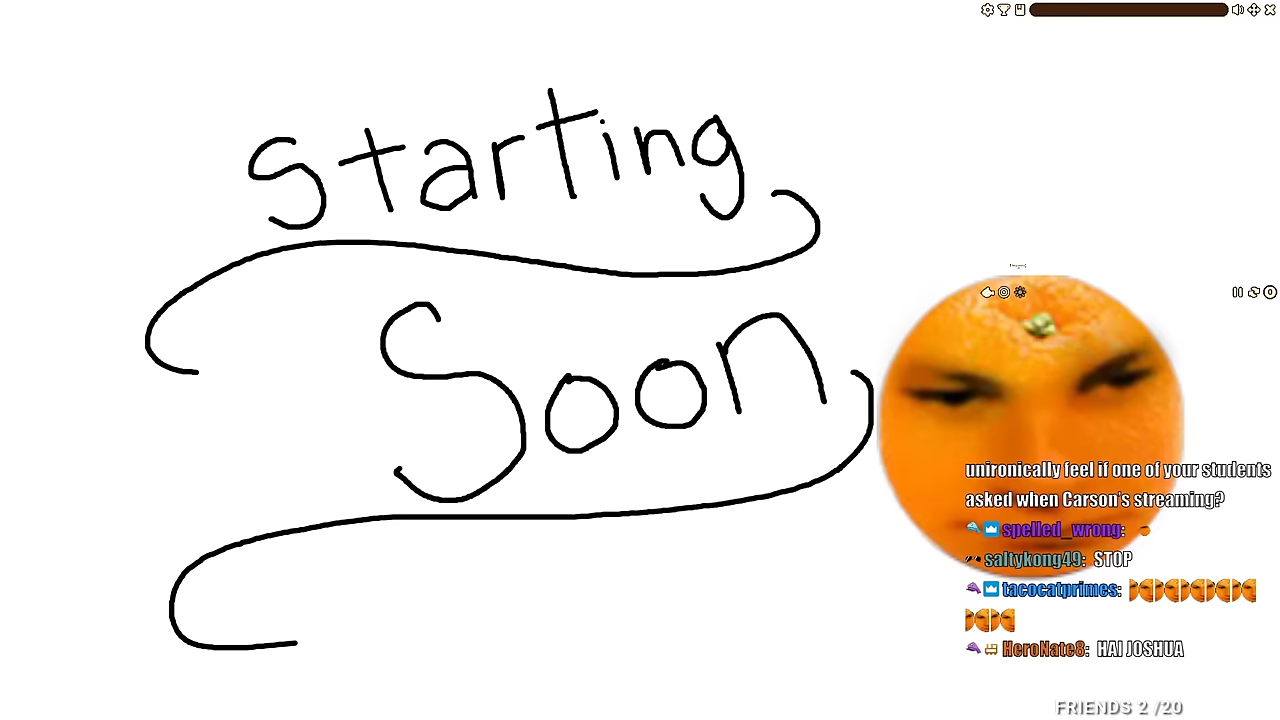 Starting
Soon
unironically feel if one of your students
asked when Carson's streaming?
spelled_wrong:
saltykong49: STOP
tacocatprimes:
HeroNate8: HAI JOSHUA
FRIENDS 2 /20